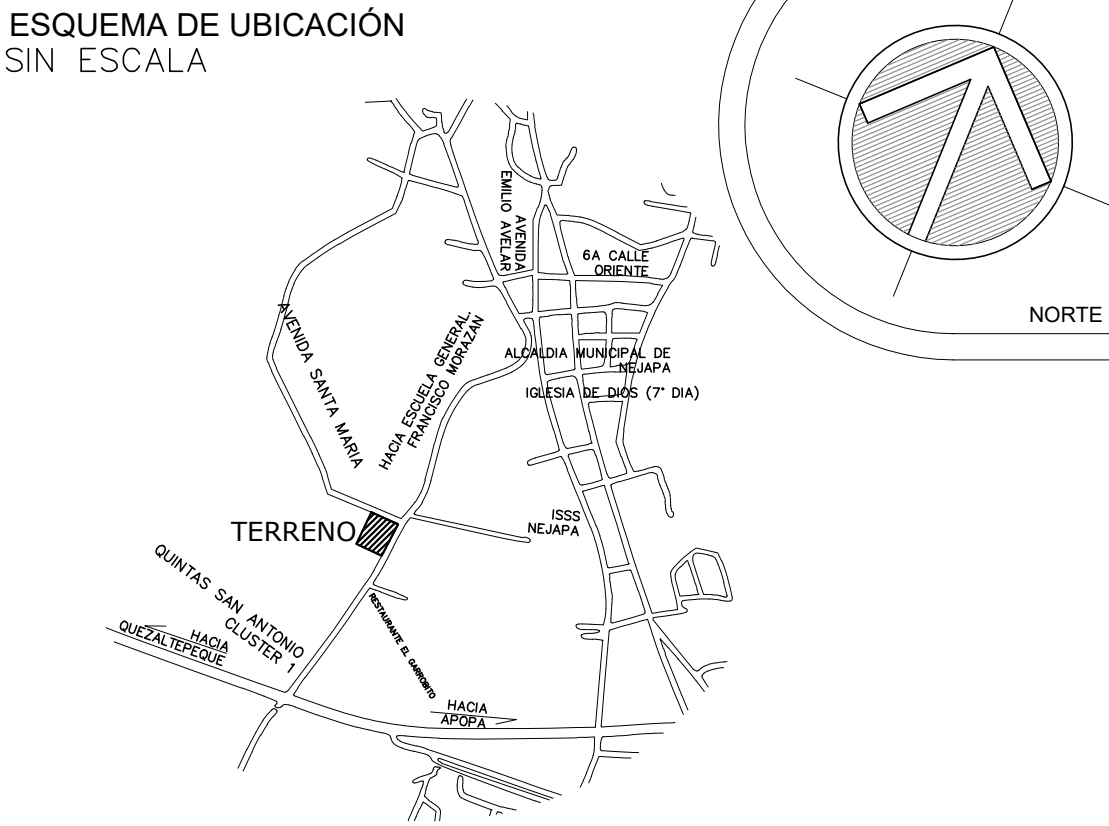 ESQUEMA DE UBICACIÓN
SIN ESCALA
NORTE
AVENIDA
EMILIO AVELAR
6A CALLE
ORIENTE
AVENIDA SANTA MARIA
HACIA ESCUELA GENERAL.
FRANCISCO MORAZAN
ALCALDIA MUNICIPAL DE
NEJAPA
IGLESIA DE DIOS (7° DIA)
ISSS
NEJAPA
TERRENO
QUINTAS SAN ANTONIO
CLUSTER 1
RESTAURANTE EL GARROBITO
HACIA
QUEZALTEPEQUE
HACIA
APOPA